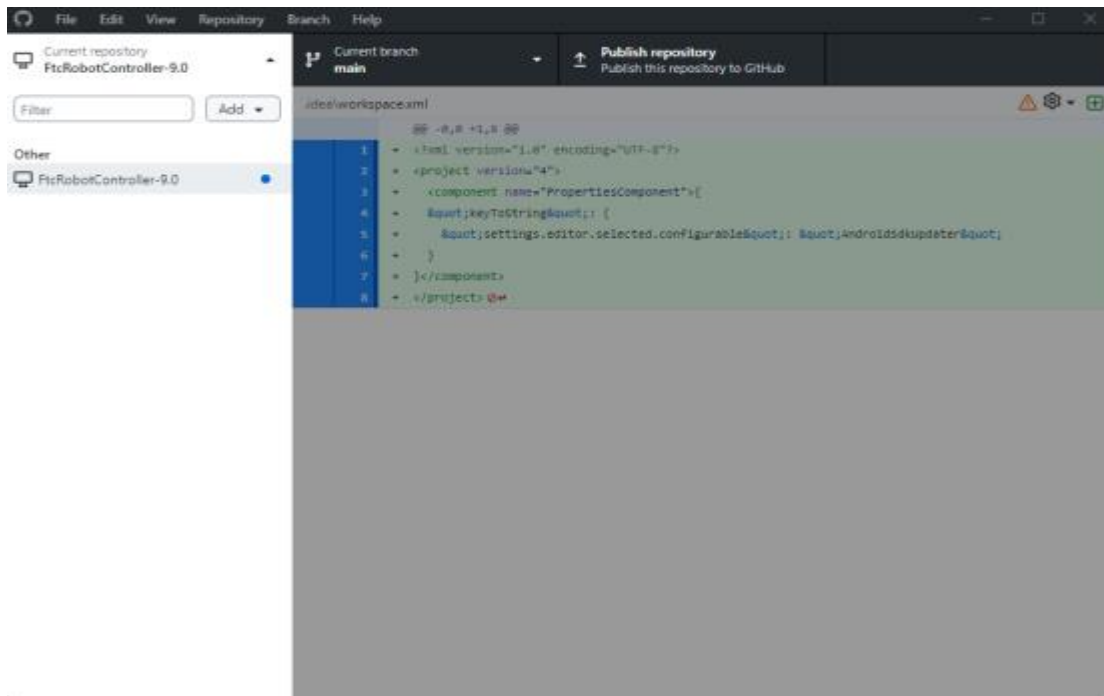 File Edit View Repository Branch Help
Current repository
FtcRobotController-9.0
Current branch
main
Publish repository
Publish this repository to GitHub
Filter
Add
.idea\workspace.xml
@@ -0,0 +1,8 @@
Other
FtcRobotController-9.0
1 + <?xml version="1.0" encoding="UTF-8"?>
2 + <project version="4">
3 + <component name="PropertiesComponent">{
4 + &quot;keyToString&quot;: {
5 + &quot;settings.editor.selected.configurable&quot;: &quot;AndroidSdkUpdater&quot;
6 + }
7 + }</component>
8 + </project>